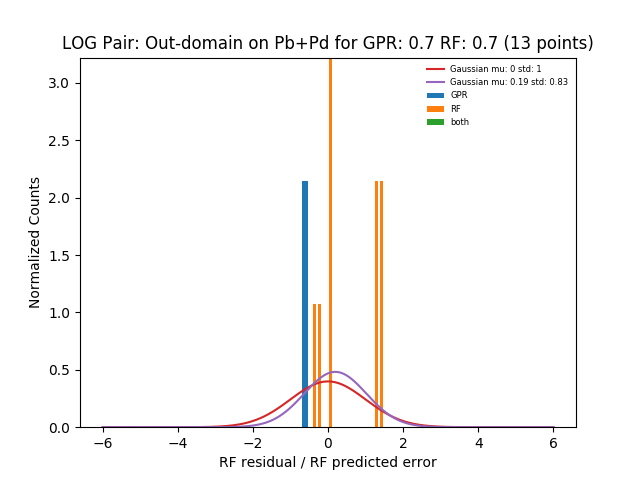 LOG Pair: Out-domain on Pb+Pd for GPR: 0.7 RF: 0.7 (13 points)
Gaussian mu: 0 std: 1
Gaussian mu: 0.19 std: 0.83
GPR
RF
both
Normalized Counts
3.0
2.5
2.0
1.5
1.0
0.5
0.0
−6 −4 −2 0 2 4 6
RF residual / RF predicted error